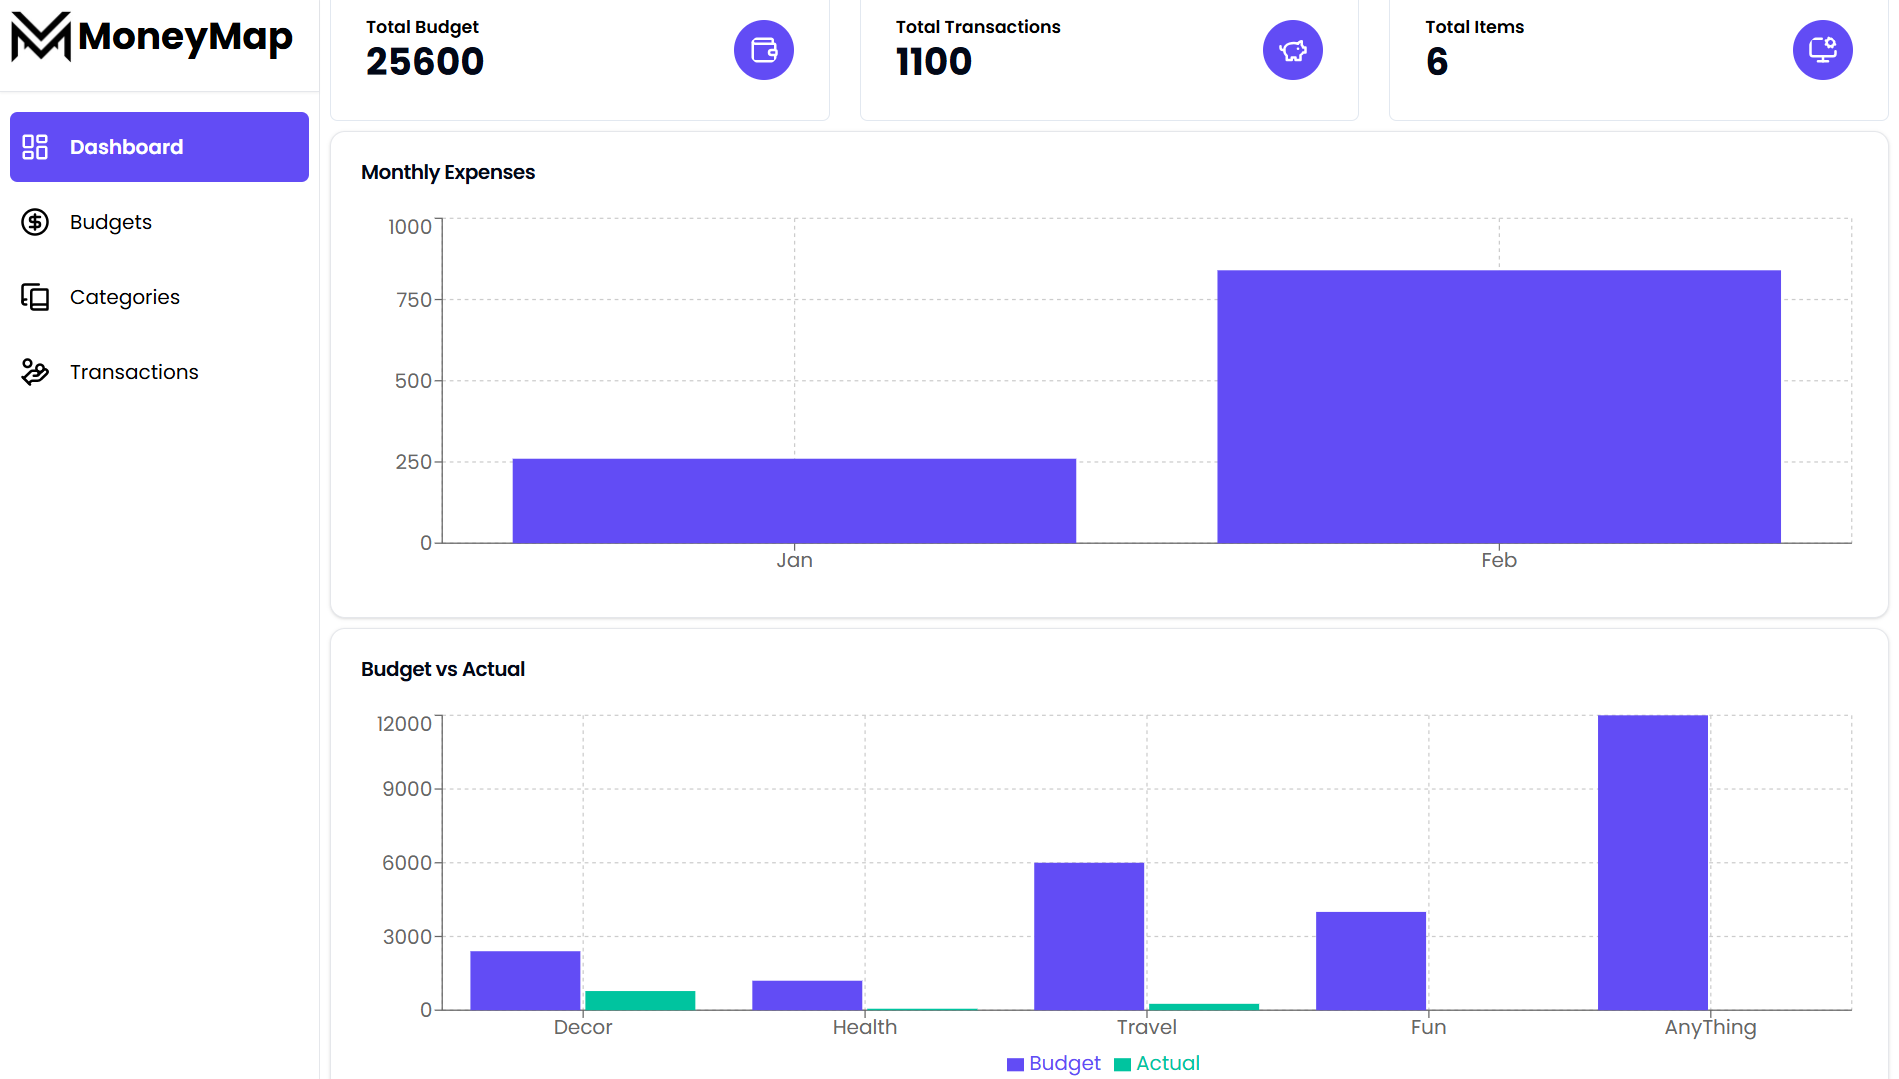 MoneyMap
Dashboard
Budgets
Categories
Transactions
Total Budget
25600
Total Transactions
1100
Total Items
6
Monthly Expenses
1000
750
500
250
0
Jan Feb
Budget vs Actual
12000
9000
6000
3000
0
Decor Health Travel Fun AnyThing
Budget Actual